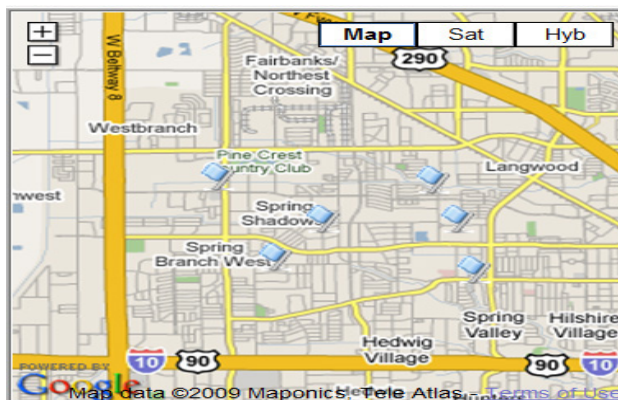 +
-
Map
Sat
Hyb
W Beltway 8
290
Fairbanks/
Northest
Crossing
Westbranch
Pine Crest
Country Club
Langwood
nwest
Spring
Shadows
Spring
Branch West
Spring
Valley
Hilshire
Village
Hedwig
Village
10
90
90
10
POWERED BY
Google
Map data ©2009 Maponics, Tele Atlas - Terms of Use